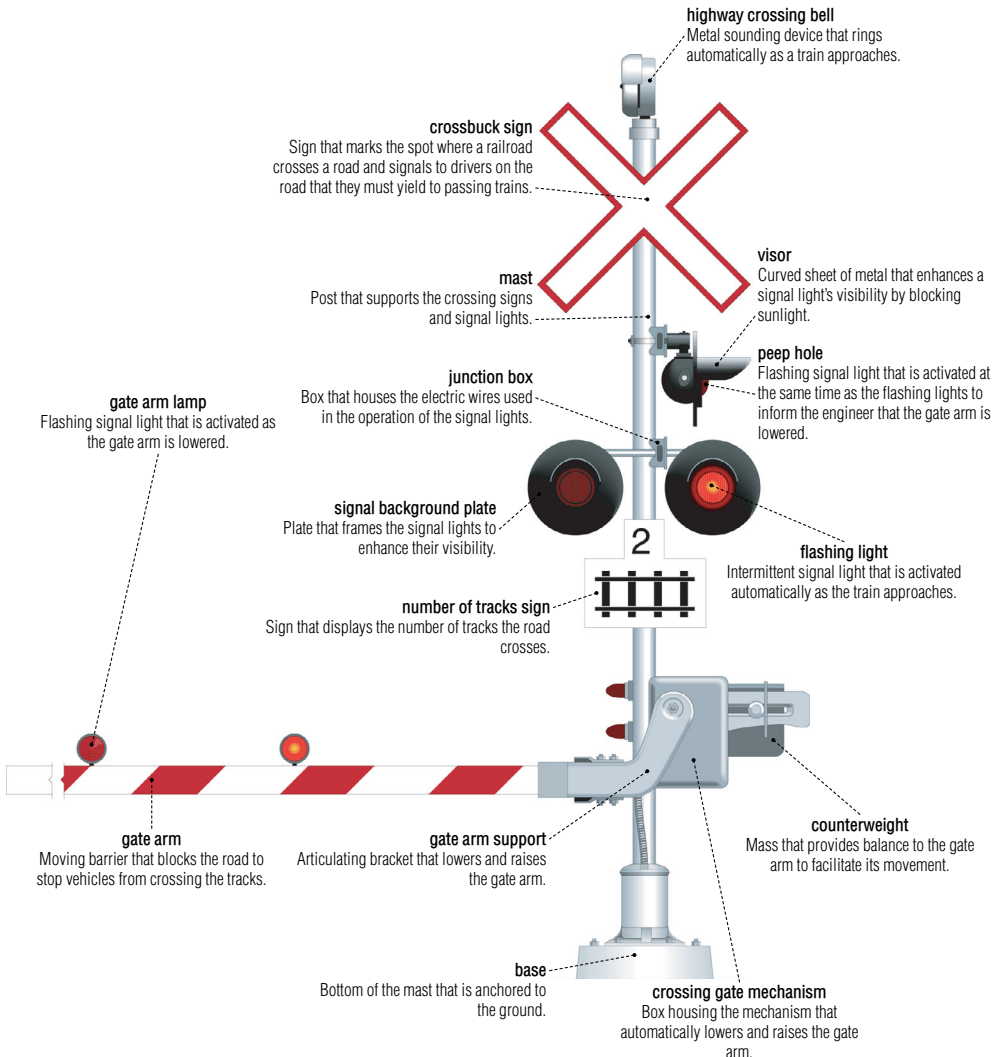 highway crossing bell
Metal sounding device that rings
automatically as a train approaches.
crossbuck sign
Sign that marks the spot where a railroad
crosses a road and signals to drivers on the
road that they must yield to passing trains.
visor
Curved sheet of metal that enhances a
signal light's visibility by blocking
sunlight.
mast
Post that supports the crossing signs
and signal lights.
peep hole
Flashing signal light that is activated at
the same time as the flashing lights to
inform the engineer that the gate arm is
lowered.
junction box
Box that houses the electric wires used
in the operation of the signal lights.
gate arm lamp
Flashing signal light that is activated as
the gate arm is lowered.
signal background plate
Plate that frames the signal lights to
enhance their visibility.
2
flashing light
Intermittent signal light that is activated
automatically as the train approaches.
number of tracks sign
Sign that displays the number of tracks the road
crosses.
gate arm
Moving barrier that blocks the road to
stop vehicles from crossing the tracks.
gate arm support
Articulating bracket that lowers and raises
the gate arm.
counterweight
Mass that provides balance to the gate
arm to facilitate its movement.
base
Bottom of the mast that is anchored to
the ground.
crossing gate mechanism
Box housing the mechanism that
automatically lowers and raises the gate
arm.